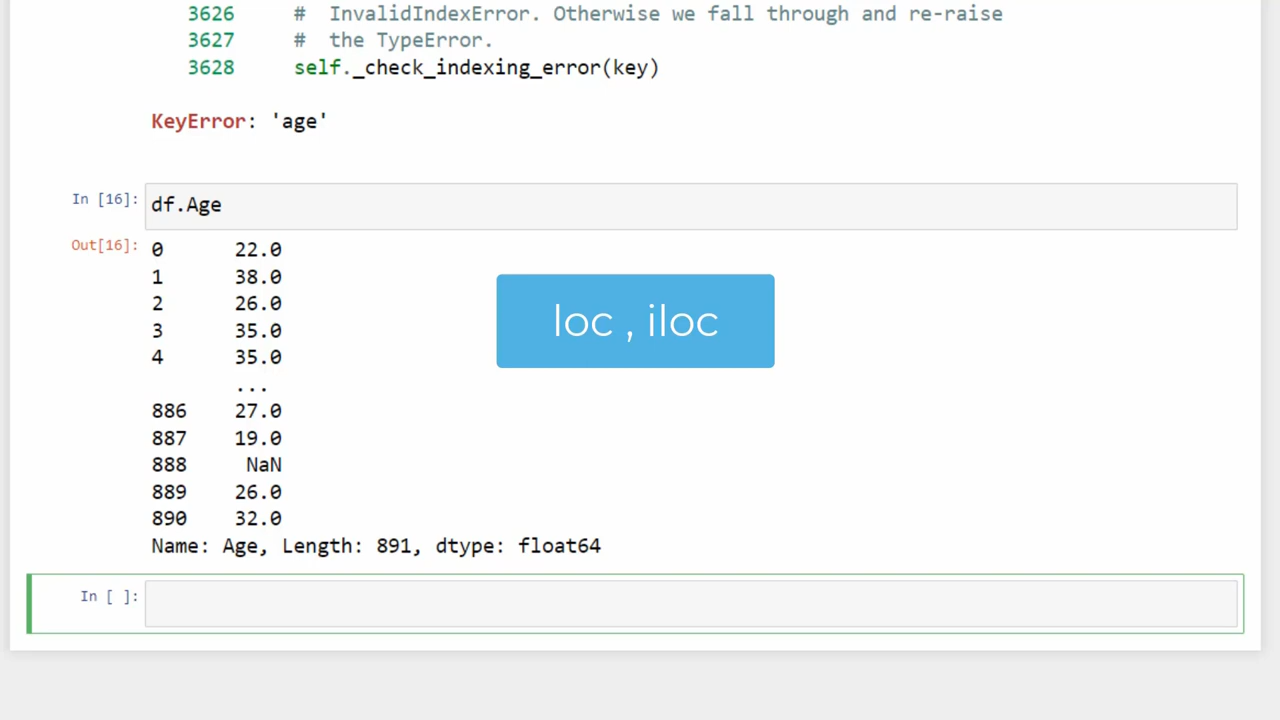 3626 # InvalidIndexError. Otherwise we fall through and re-raise
3627 # the TypeError.
3628 self._check_indexing_error(key)
KeyError: 'age'
In [16]: df.Age
Out[16]: 0 22.0
1 38.0
2 26.0
3 35.0
4 35.0
...
886 27.0
887 19.0
888 NaN
889 26.0
890 32.0
Name: Age, Length: 891, dtype: float64
loc , iloc
In [ ]: